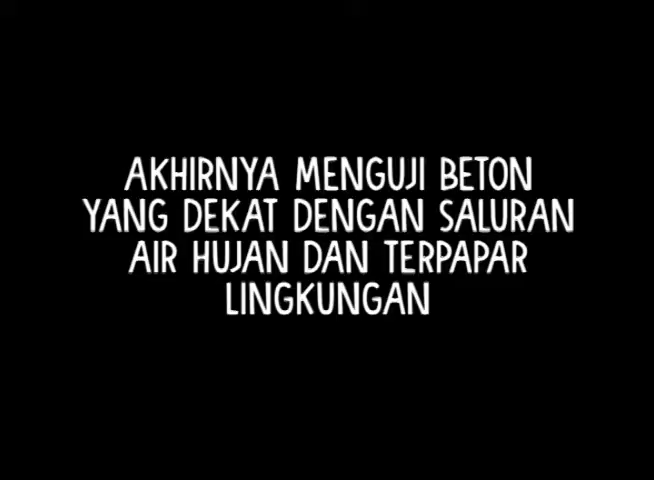 AKHIRNYA MENGUJI BETON
YANG DEKAT DENGAN SALURAN
AIR HUJAN DAN TERPAPAR
LINGKUNGAN